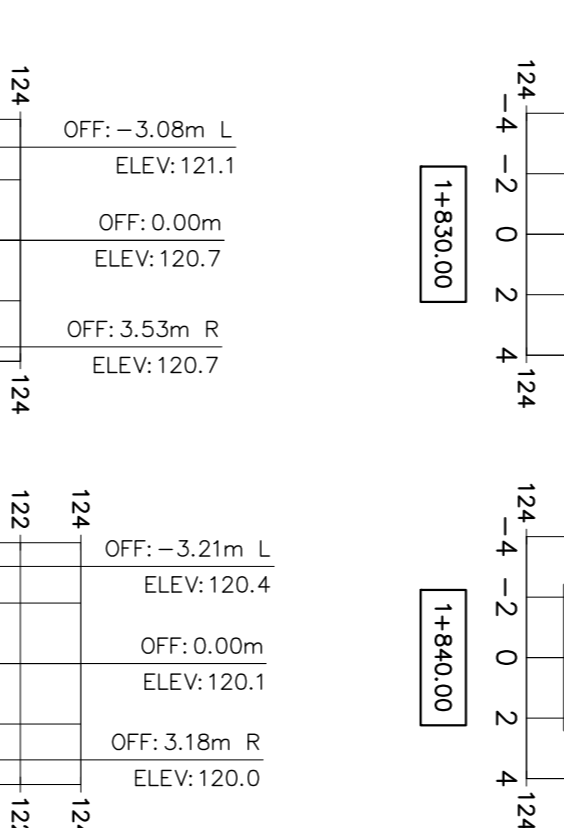 124
OFF: -3.08m L
ELEV: 121.1
OFF: 0.00m
ELEV: 120.7
OFF: 3.53m R
ELEV: 120.7
124
124
-4
-2
0
2
4
124
1+830.00
122
124
OFF: -3.21m L
ELEV: 120.4
OFF: 0.00m
ELEV: 120.1
OFF: 3.18m R
ELEV: 120.0
124
-4
-2
0
2
4
124
1+840.00